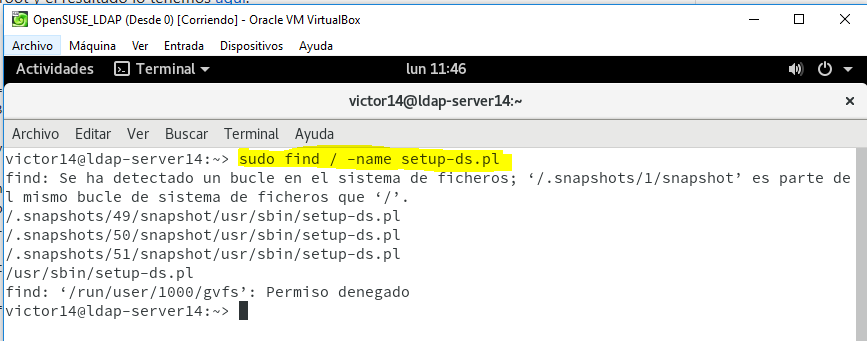 OpenSUSE_LDAP (Desde 0) [Corriendo] - Oracle VM VirtualBox
Archivo Máquina Ver Entrada Dispositivos Ayuda
Actividades Terminal lun 11:46
victor14@ldap-server14:~
Archivo Editar Ver Buscar Terminal Ayuda
victor14@ldap-server14:~> sudo find / -name setup-ds.pl
find: Se ha detectado un bucle en el sistema de ficheros; ‘/.snapshots/1/snapshot’ es parte de
l mismo bucle de sistema de ficheros que ‘/’.
/.snapshots/49/snapshot/usr/sbin/setup-ds.pl
/.snapshots/50/snapshot/usr/sbin/setup-ds.pl
/.snapshots/51/snapshot/usr/sbin/setup-ds.pl
/usr/sbin/setup-ds.pl
find: ‘/run/user/1000/gvfs’: Permiso denegado
victor14@ldap-server14:~>